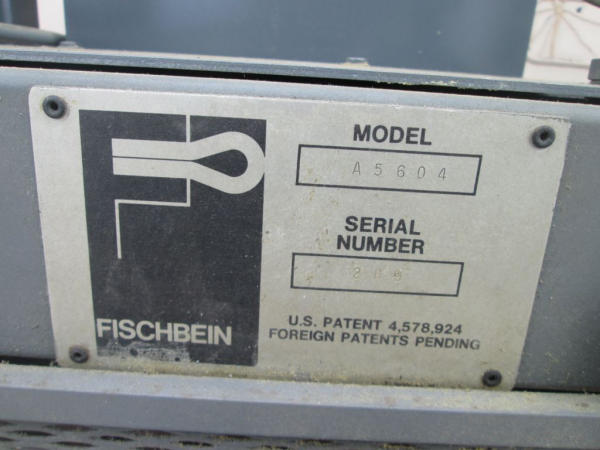 MODEL
A5604
SERIAL
NUMBER
FISCHBEIN
U.S. PATENT 4,578,924
FOREIGN PATENTS PENDING